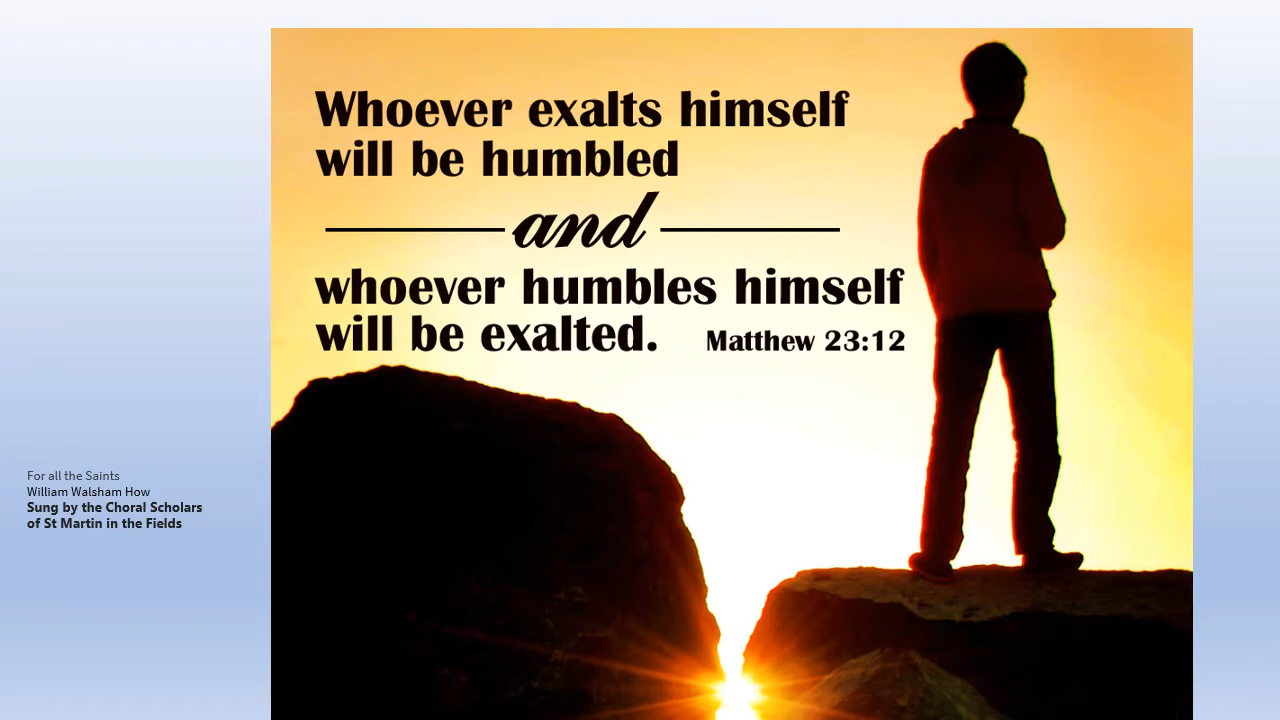 Whoever exalts himself
will be humbled
and
whoever humbles himself
will be exalted. Matthew 23:12
For all the Saints
William Walsham How
Sung by the Choral Scholars
of St Martin in the Fields